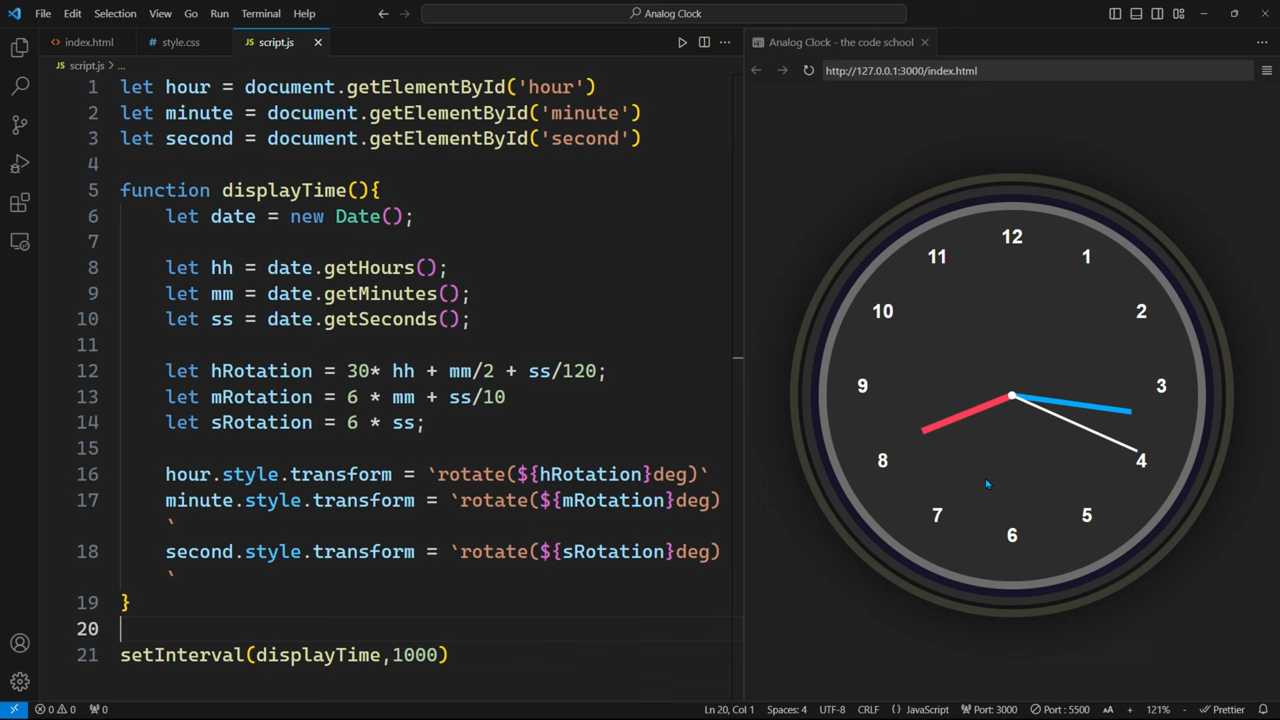 File Edit Selection View Go Run Terminal Help
Analog Clock
index.html
style.css
JS script.js
Analog Clock - the code school
JS script.js > ...
http://127.0.0.1:3000/index.html
1 let hour = document.getElementById('hour')
2 let minute = document.getElementById('minute')
3 let second = document.getElementById('second')
4
5 function displayTime(){
6 let date = new Date();
7
8 let hh = date.getHours();
9 let mm = date.getMinutes();
10 let ss = date.getSeconds();
11
12 let hRotation = 30* hh + mm/2 + ss/120;
13 let mRotation = 6 * mm + ss/10
14 let sRotation = 6 * ss;
15
16 hour.style.transform = `rotate(${hRotation}deg)`
17 minute.style.transform = `rotate(${mRotation}deg)
`
18 second.style.transform = `rotate(${sRotation}deg)
`
19 }
20
21 setInterval(displayTime,1000)
12
11 1
10 2
9 3
8 4
7 5
6
0 0 0 Ln 20, Col 1 Spaces: 4 UTF-8 CRLF {} JavaScript Port: 3000 Port : 5500 AA + 121% - Prettier